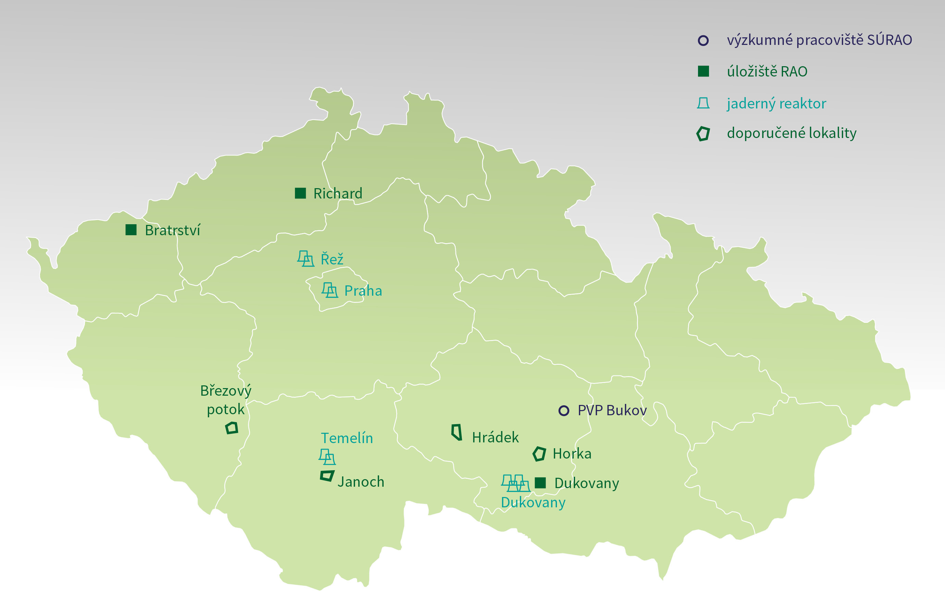 výzkumné pracoviště SÚRAO
úložiště RAO
jaderný reaktor
doporučené lokality
Richard
Bratrství
Řež
Praha
Březový
potok
PVP Bukov
Temelín
Hrádek
Horka
Janoch
Dukovany
Dukovany